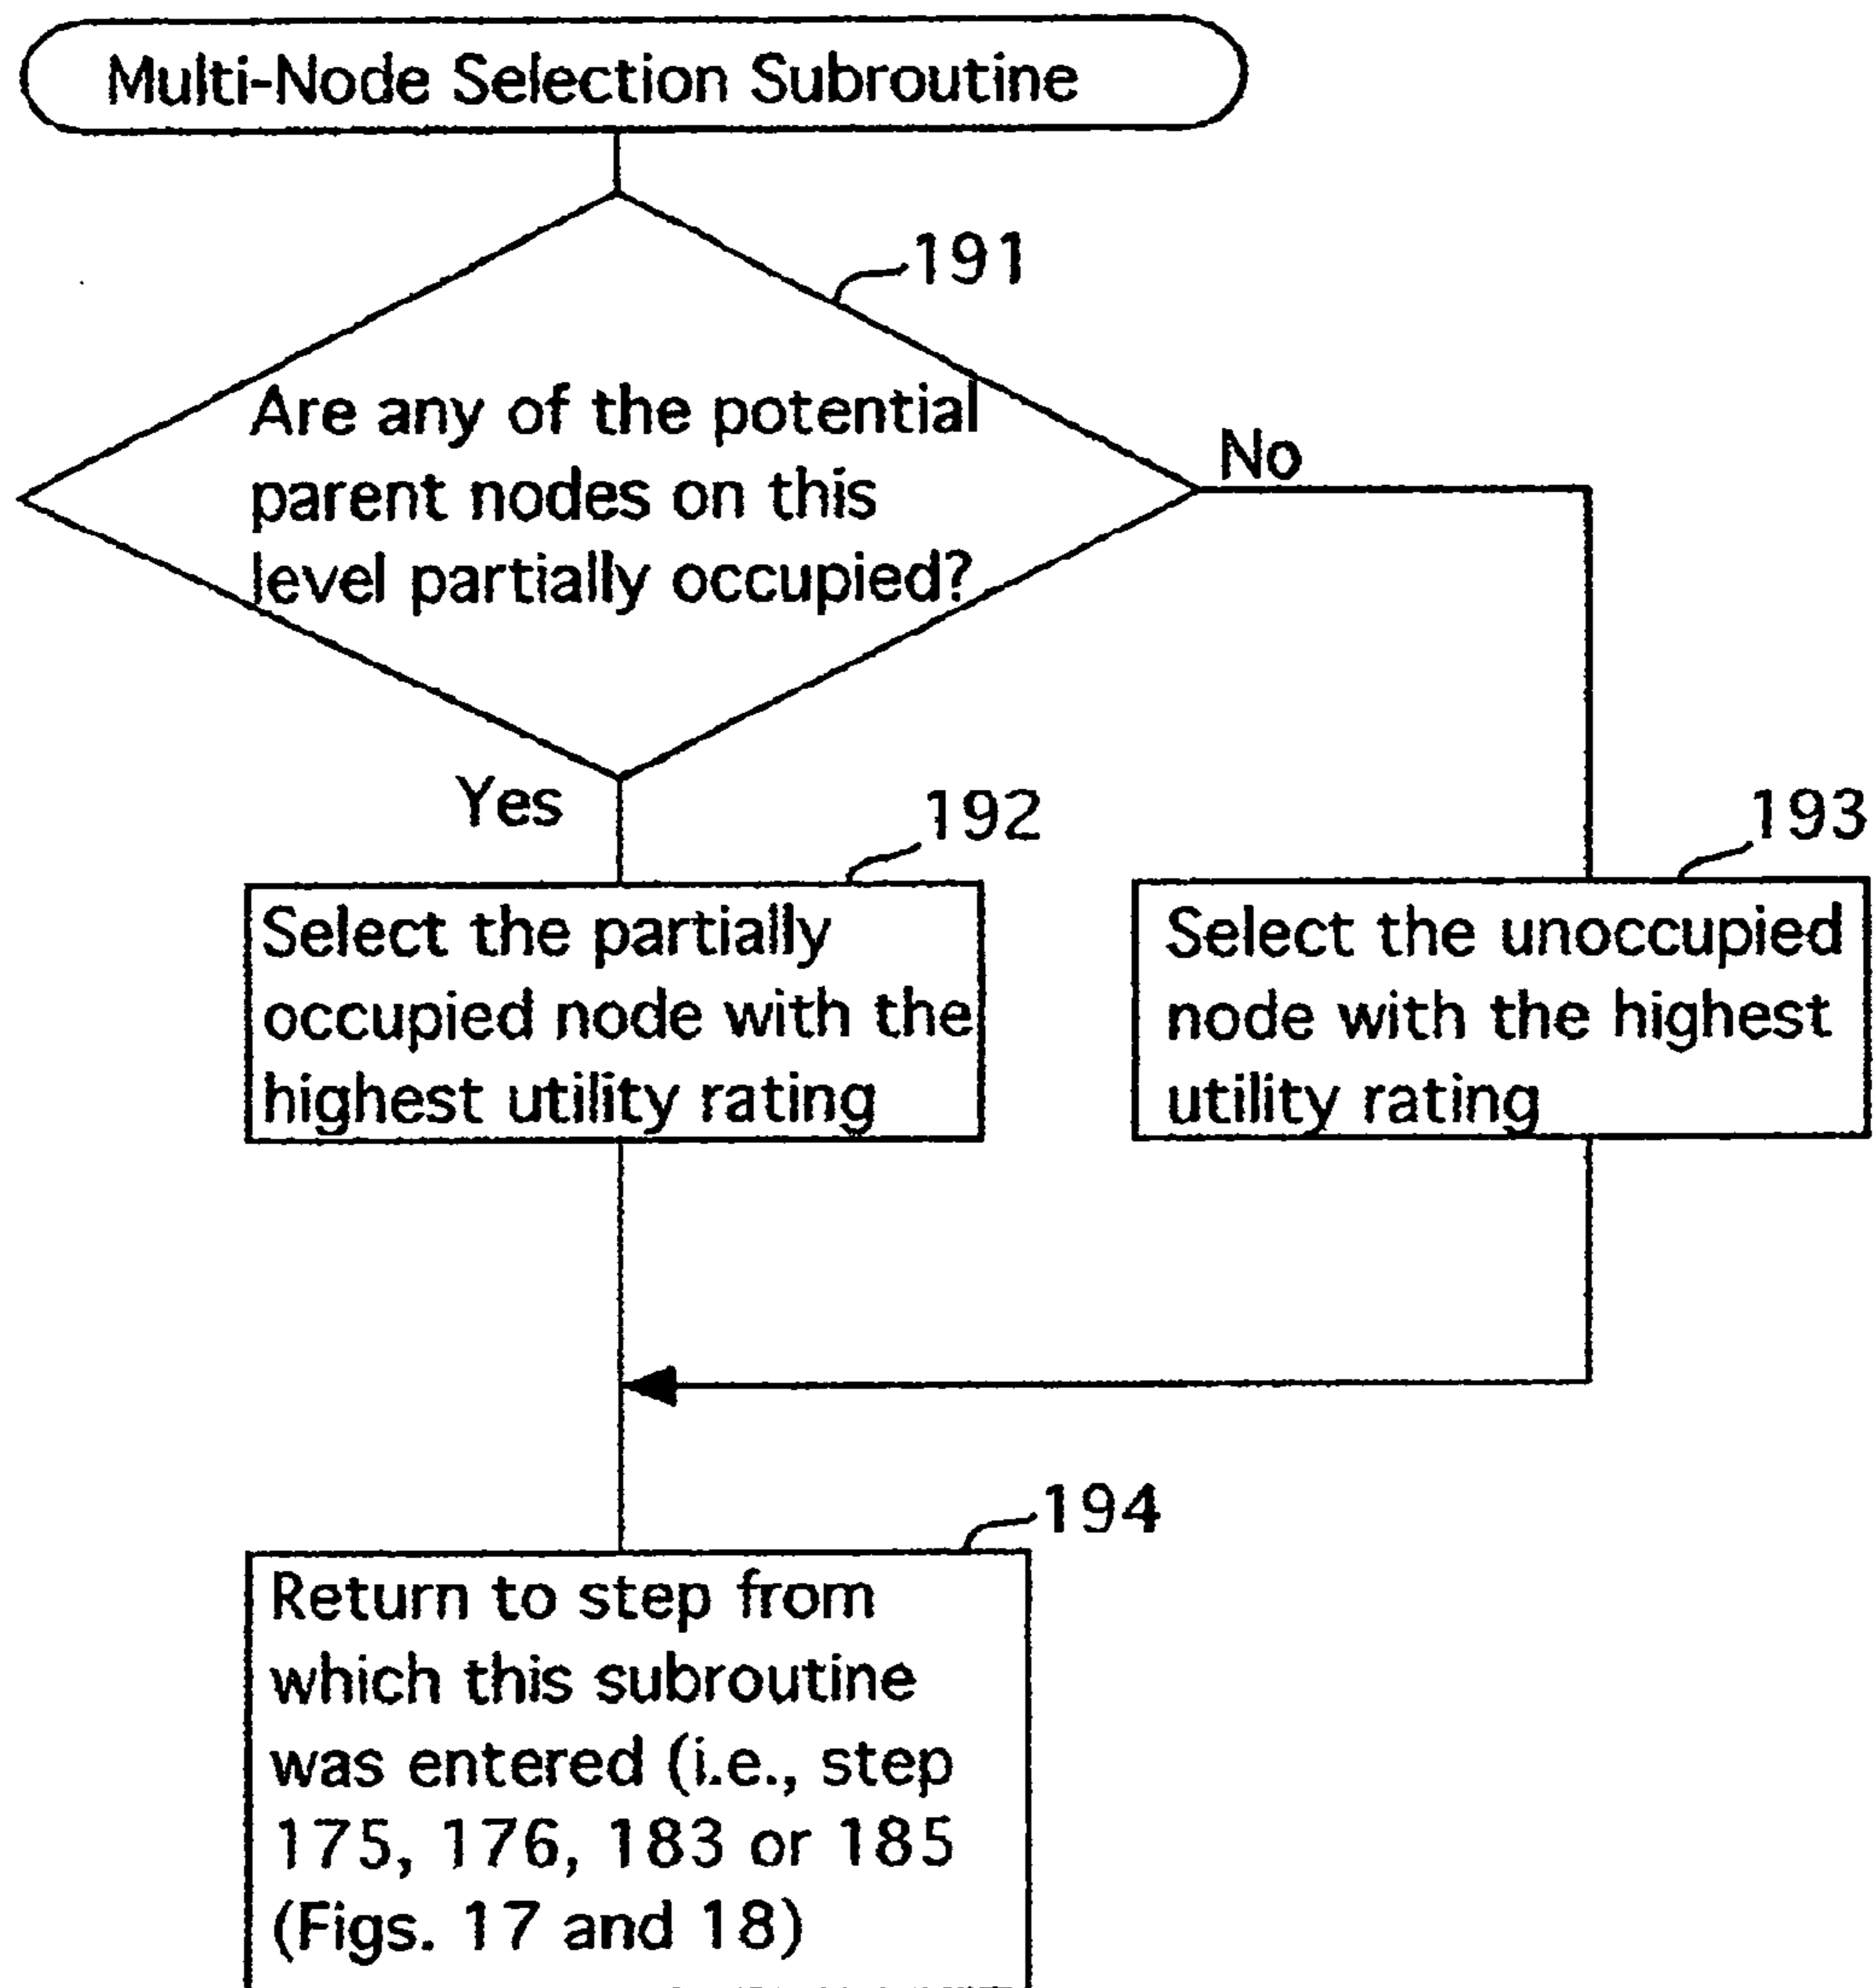 Multi-Node Selection Subroutine
191
Are any of the potential
parent nodes on this
level partially occupied?
No
Yes
192
Select the partially
occupied node with the
highest utility rating
193
Select the unoccupied
node with the highest
utility rating
194
Return to step from
which this subroutine
was entered (i.e., step
175, 176, 183 or 185
(Figs. 17 and 18)